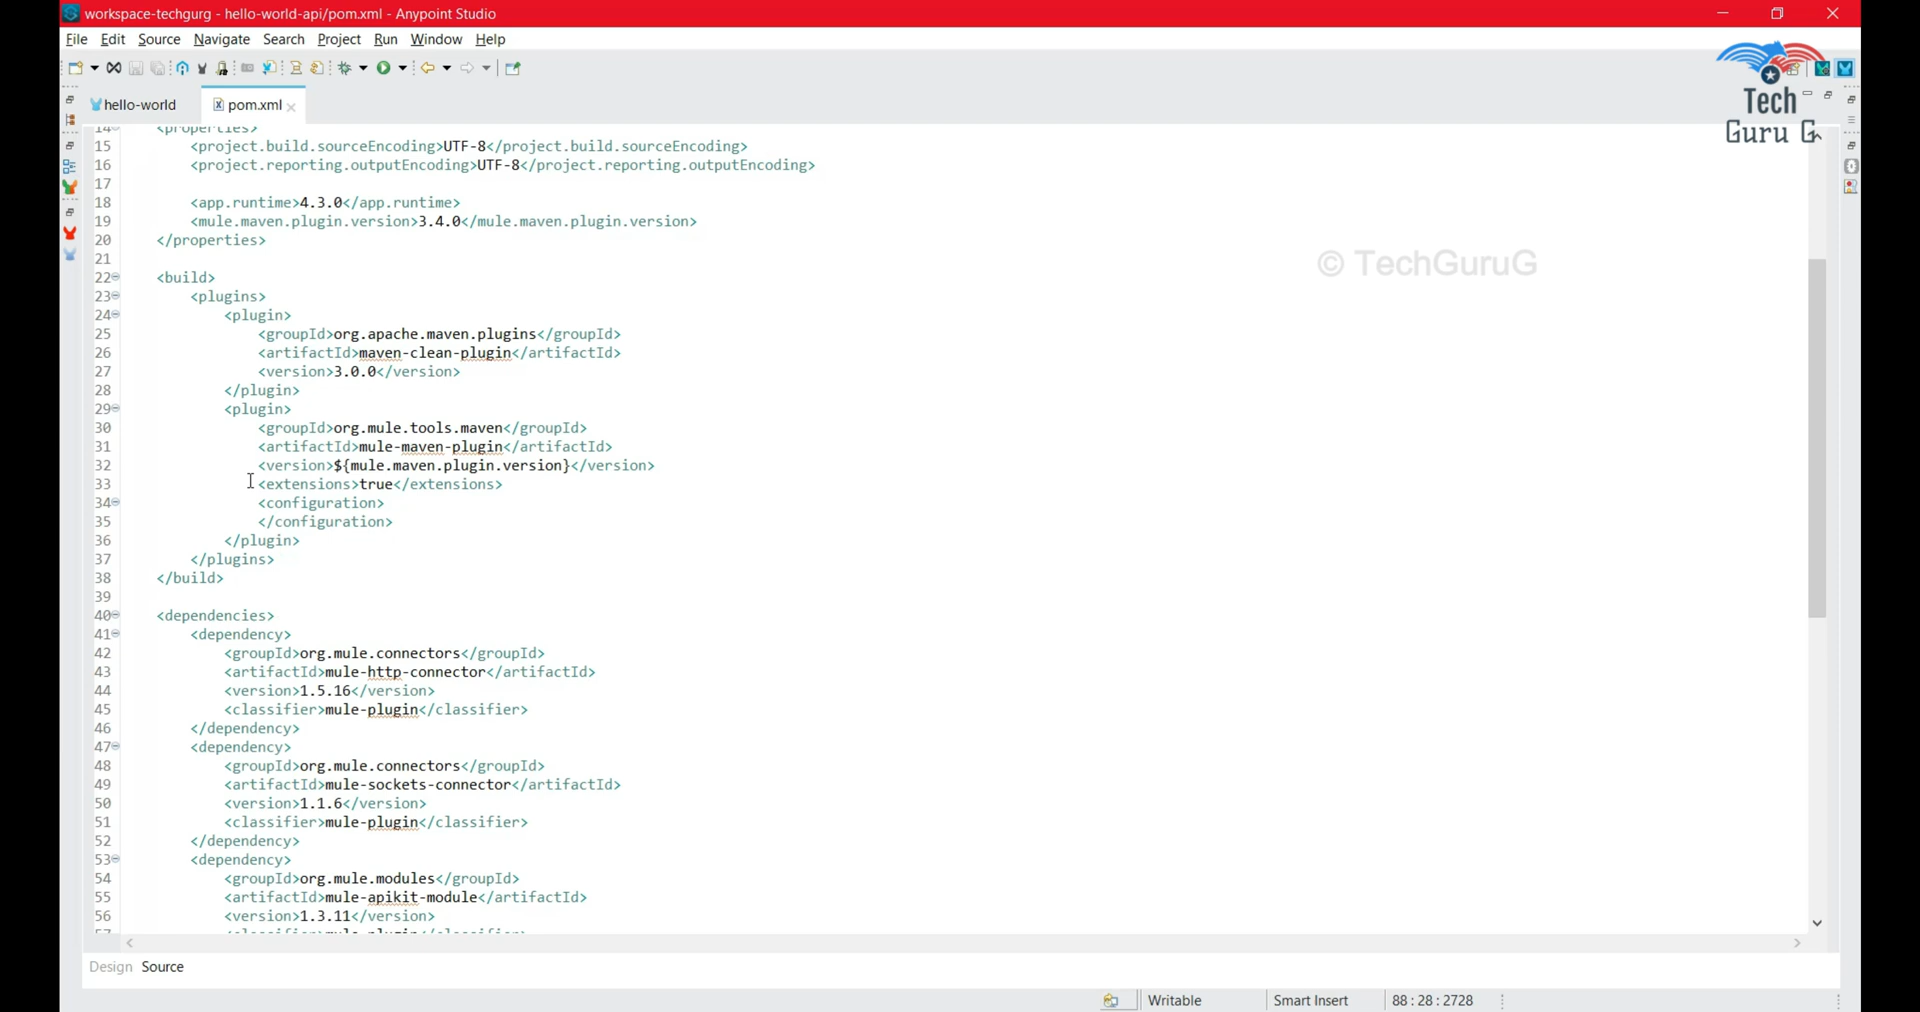 workspace-techgurg - hello-world-api/pom.xml - Anypoint Studio
File Edit Source Navigate Search Project Run Window Help
Tech
Guru G
hello-world pom.xml
14 <properties>
15 <project.build.sourceEncoding>UTF-8</project.build.sourceEncoding>
16 <project.reporting.outputEncoding>UTF-8</project.reporting.outputEncoding>
17
18 <app.runtime>4.3.0</app.runtime>
19 <mule.maven.plugin.version>3.4.0</mule.maven.plugin.version>
20 </properties>
21
© TechGuruG
22 <build>
23 <plugins>
24 <plugin>
25 <groupId>org.apache.maven.plugins</groupId>
26 <artifactId>maven-clean-plugin</artifactId>
27 <version>3.0.0</version>
28 </plugin>
29 <plugin>
30 <groupId>org.mule.tools.maven</groupId>
31 <artifactId>mule-maven-plugin</artifactId>
32 <version>${mule.maven.plugin.version}</version>
33 <extensions>true</extensions>
34 <configuration>
35 </configuration>
36 </plugin>
37 </plugins>
38 </build>
39
40 <dependencies>
41 <dependency>
42 <groupId>org.mule.connectors</groupId>
43 <artifactId>mule-http-connector</artifactId>
44 <version>1.5.16</version>
45 <classifier>mule-plugin</classifier>
46 </dependency>
47 <dependency>
48 <groupId>org.mule.connectors</groupId>
49 <artifactId>mule-sockets-connector</artifactId>
50 <version>1.1.6</version>
51 <classifier>mule-plugin</classifier>
52 </dependency>
53 <dependency>
54 <groupId>org.mule.modules</groupId>
55 <artifactId>mule-apikit-module</artifactId>
56 <version>1.3.11</version>
Design Source
Writable Smart Insert 88 : 28 : 2728